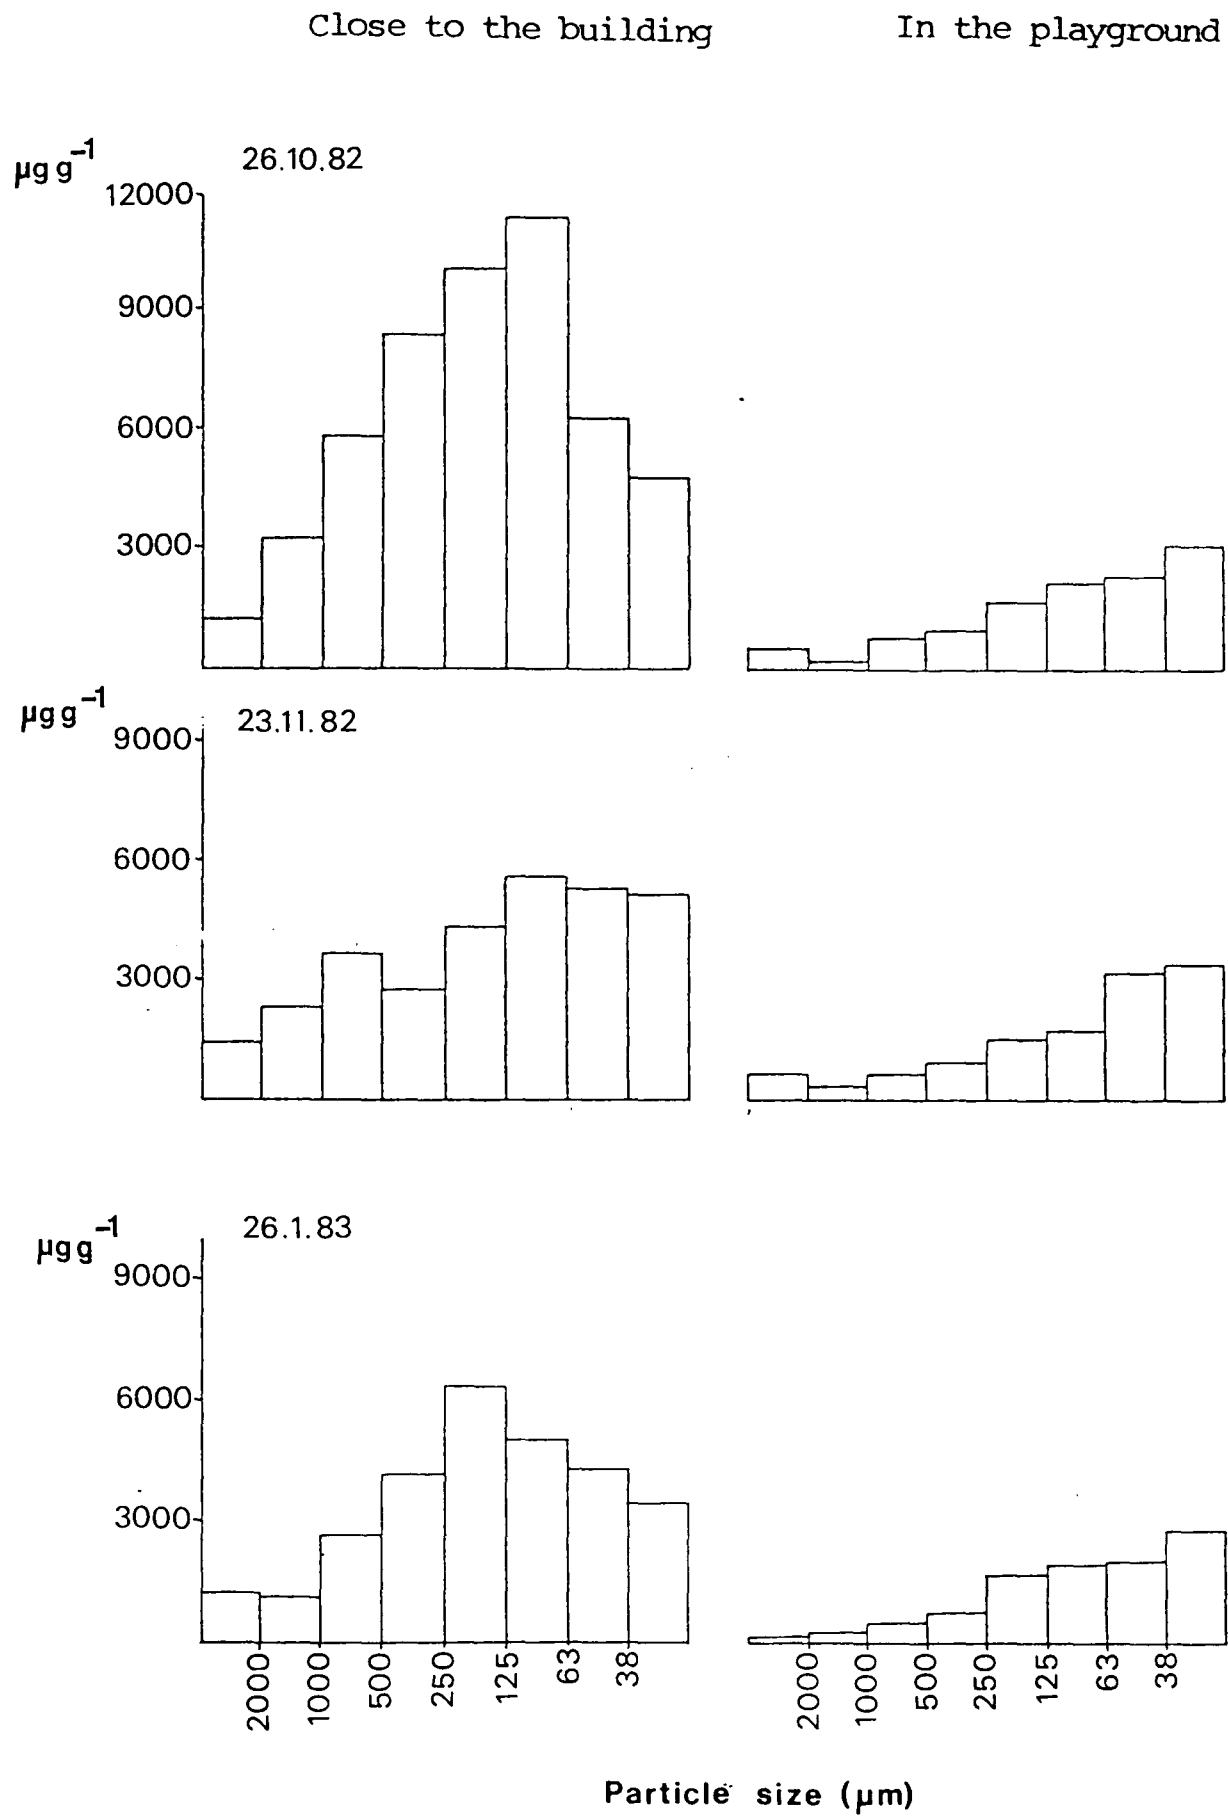 Close to the building In the playground
µg g⁻¹
26.10.82
12000
9000
6000
3000
µg g⁻¹
23.11.82
9000
6000
3000
µg g⁻¹
26.1.83
9000
6000
3000
2000 1000 500 250 125 63 38 2000 1000 500 250 125 63 38
Particle size (µm)